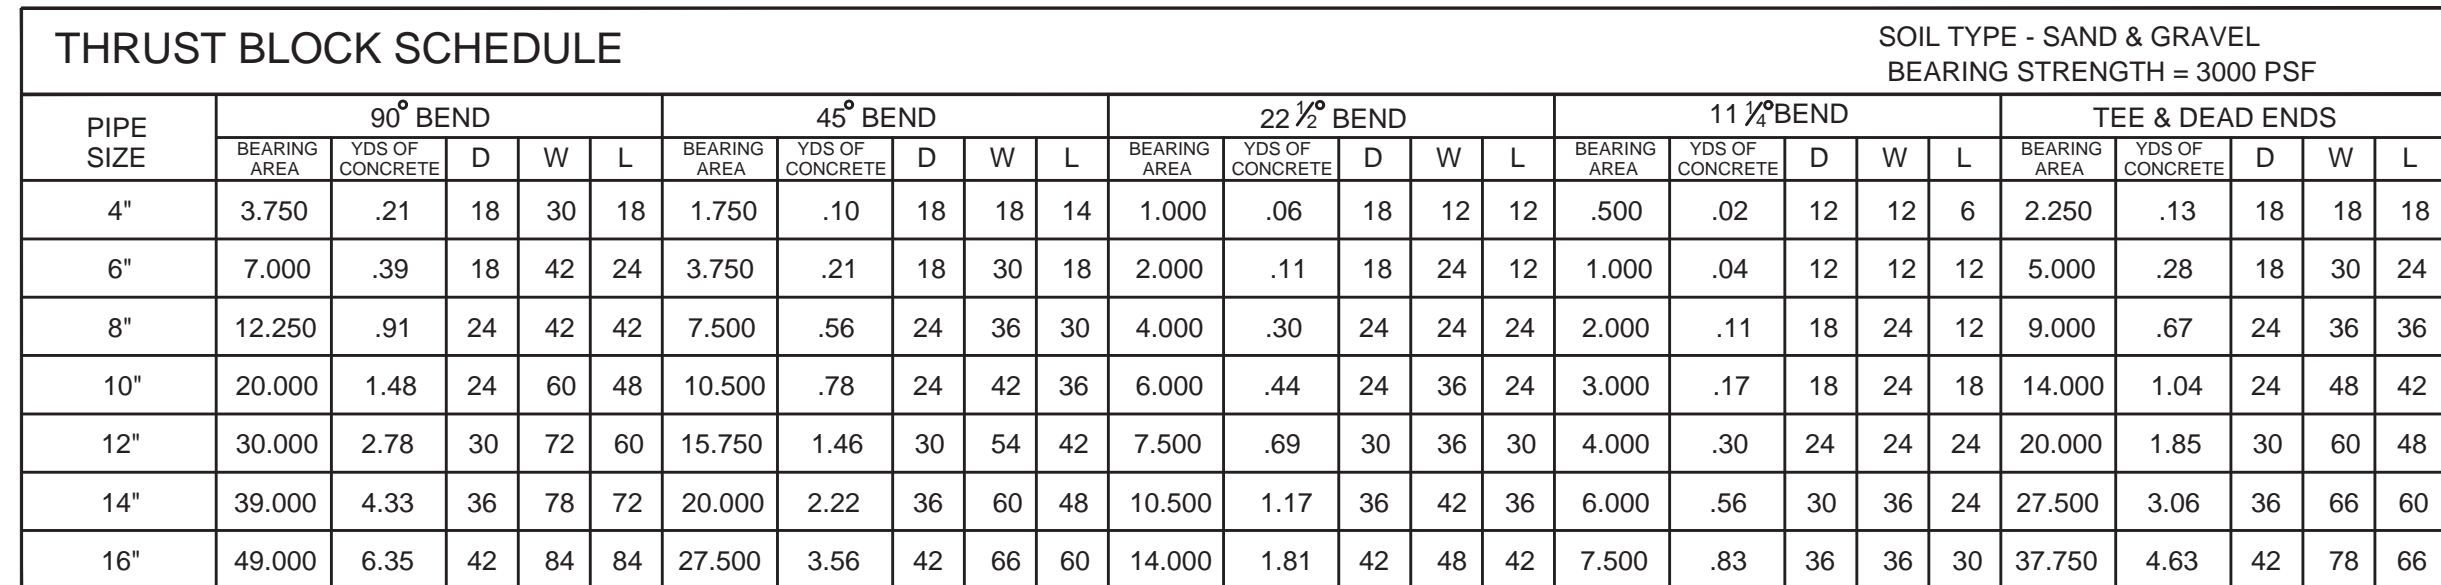 THRUST BLOCK SCHEDULE
SOIL TYPE - SAND & GRAVEL
BEARING STRENGTH = 3000 PSF
PIPE SIZE 90° BEND 45° BEND 22 ½° BEND 11 ¼° BEND TEE & DEAD ENDS
BEARING AREA YDS OF CONCRETE D W L BEARING AREA YDS OF CONCRETE D W L BEARING AREA YDS OF CONCRETE D W L BEARING AREA YDS OF CONCRETE D W L BEARING AREA YDS OF CONCRETE D W L
4" 3.750 .21 18 30 18 1.750 .10 18 18 14 1.000 .06 18 12 12 .500 .02 12 12 6 2.250 .13 18 18 18
6" 7.000 .39 18 42 24 3.750 .21 18 30 18 2.000 .11 18 24 12 1.000 .04 12 12 12 5.000 .28 18 30 24
8" 12.250 .91 24 42 42 7.500 .56 24 36 30 4.000 .30 24 24 24 2.000 .11 18 24 12 9.000 .67 24 36 36
10" 20.000 1.48 24 60 48 10.500 .78 24 42 36 6.000 .44 24 36 24 3.000 .17 18 24 18 14.000 1.04 24 48 42
12" 30.000 2.78 30 72 60 15.750 1.46 30 54 42 7.500 .69 30 36 30 4.000 .30 24 24 24 20.000 1.85 30 60 48
14" 39.000 4.33 36 78 72 20.000 2.22 36 60 48 10.500 1.17 36 42 36 6.000 .56 30 36 24 27.500 3.06 36 66 60
16" 49.000 6.35 42 84 84 27.500 3.56 42 66 60 14.000 1.81 42 48 42 7.500 .83 36 36 30 37.750 4.63 42 78 66